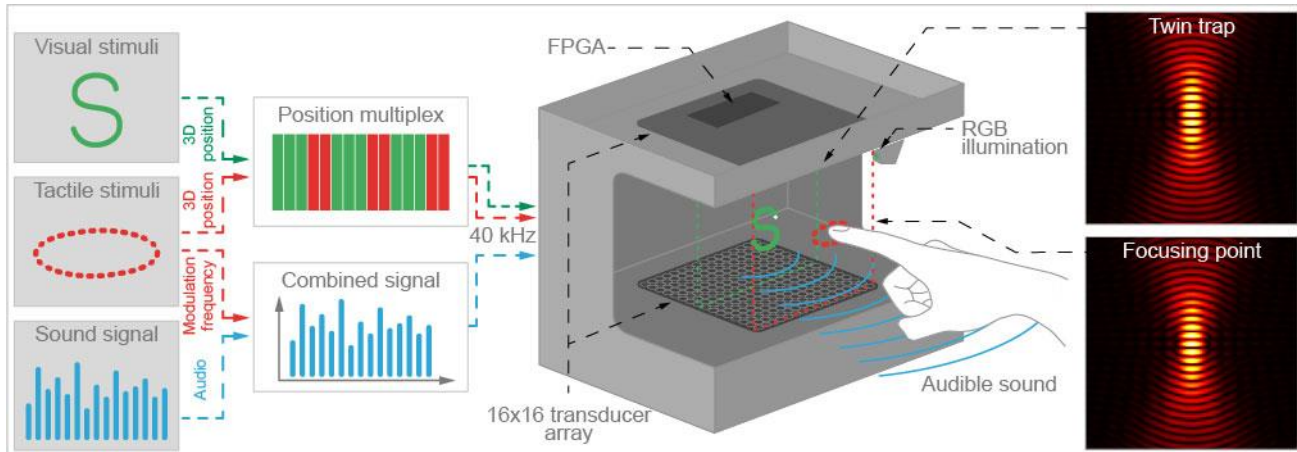 Visual stimuli
S
3D
position
Tactile stimuli
3D
position
Modulation
frequency
Sound signal
Audio
Position multiplex
Combined signal
40 kHz
FPGA
S
RGB
illumination
16x16 transducer
array
Audible sound
Twin trap
Focusing point